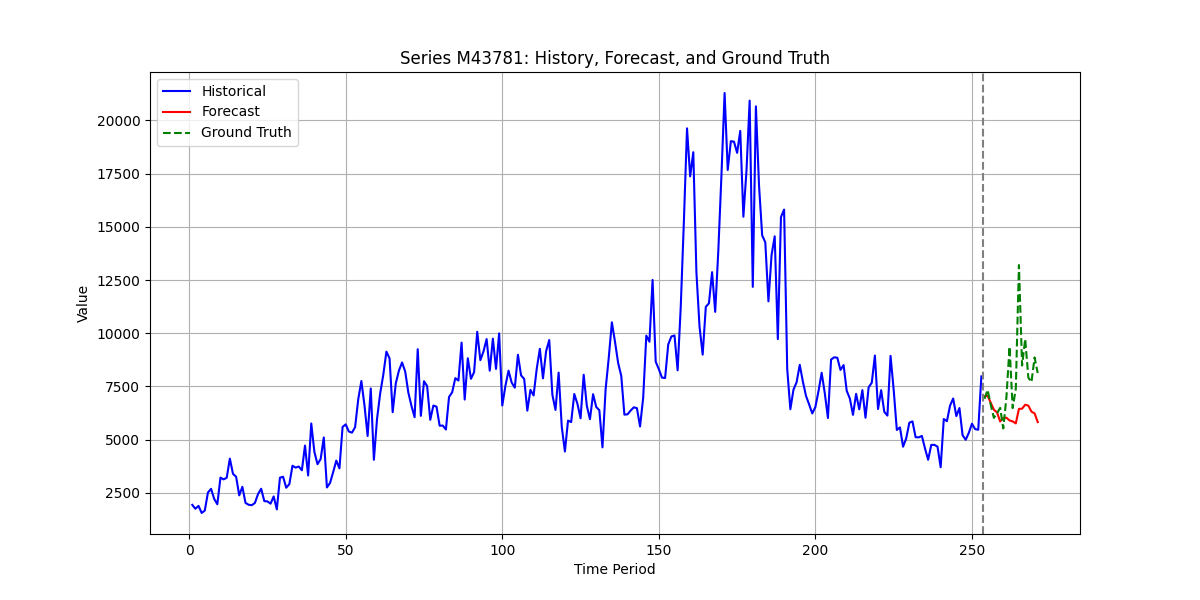 Series M43781: History, Forecast, and Ground Truth
Historical
Forecast
Ground Truth
20000
17500
15000
12500
10000
7500
5000
2500
Value
0 50 100 150 200 250
Time Period